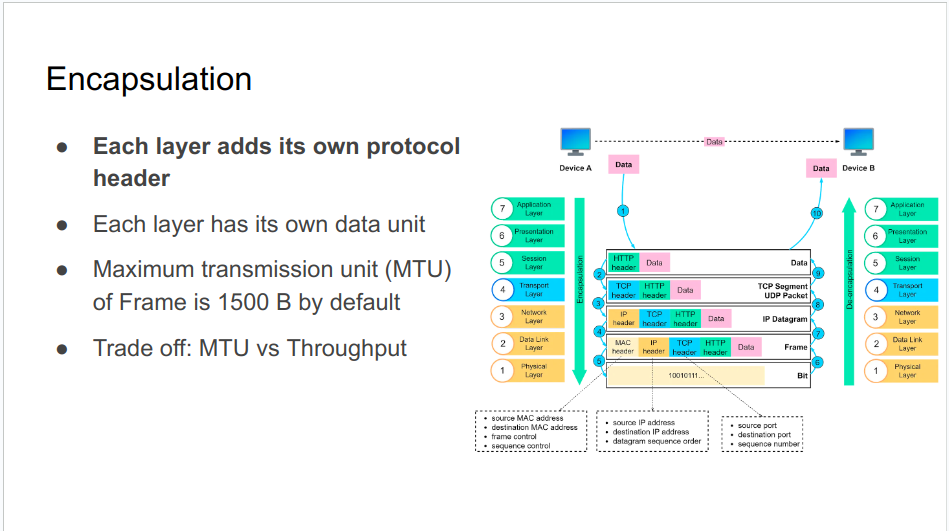 Encapsulation
● Each layer adds its own protocol
header
● Each layer has its own data unit
● Maximum transmission unit (MTU)
of Frame is 1500 B by default
● Trade off: MTU vs Throughput
Data
Device A
Device B
Data
Data
1
10
7 Application
Layer
6 Presentation
Layer
5 Session
Layer
4 Transport
Layer
3 Network
Layer
2 Data Link
Layer
1 Physical
Layer
Encapsulation
2
3
4
5
HTTP
header
Data
Data
TCP
header
HTTP
header
Data
TCP Segment
UDP Packet
IP
header
TCP
header
HTTP
header
Data
IP Datagram
MAC
header
IP
header
TCP
header
HTTP
header
Data
Frame
10010111...
Bit
9
8
7
6
De-encapsulation
7 Application
Layer
6 Presentation
Layer
5 Session
Layer
4 Transport
Layer
3 Network
Layer
2 Data Link
Layer
1 Physical
Layer
• source MAC address
• destination MAC address
• frame control
• sequence control
• source IP address
• destination IP address
• datagram sequence order
• source port
• destination port
• sequence number